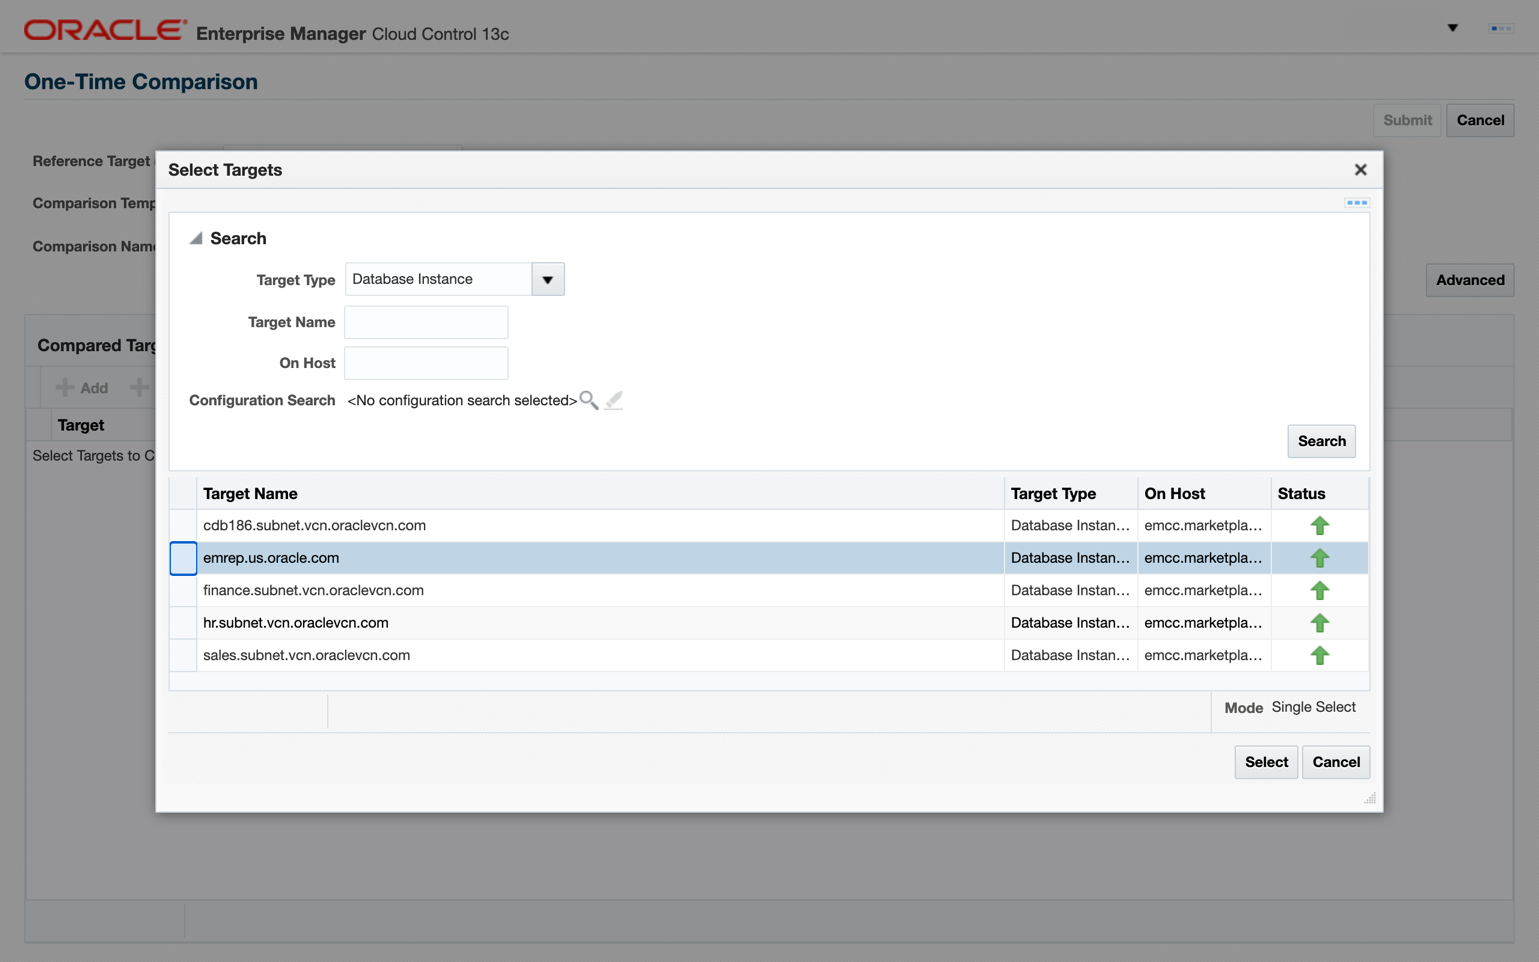 ORACLE Enterprise Manager Cloud Control 13c
One-Time Comparison
Submit Cancel
Reference Target
Comparison Temp
Comparison Name
Advanced
Compared Targ
Add
Target
Select Targets to C
Select Targets
Search
Target Type Database Instance
Target Name
On Host
Configuration Search <No configuration search selected>
Search
Target Name Target Type On Host Status
cdb186.subnet.vcn.oraclevcn.com Database Instan... emcc.marketpla...
emrep.us.oracle.com Database Instan... emcc.marketpla...
finance.subnet.vcn.oraclevcn.com Database Instan... emcc.marketpla...
hr.subnet.vcn.oraclevcn.com Database Instan... emcc.marketpla...
sales.subnet.vcn.oraclevcn.com Database Instan... emcc.marketpla...
Mode Single Select
Select Cancel